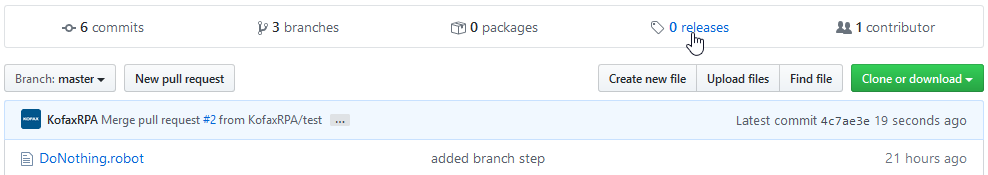 6 commits 3 branches 0 packages 0 releases 1 contributor
Branch: master New pull request Create new file Upload files Find file Clone or download
KOFAX KofaxRPA Merge pull request #2 from KofaxRPA/test ... Latest commit 4c7ae3e 19 seconds ago
DoNothing.robot added branch step 21 hours ago